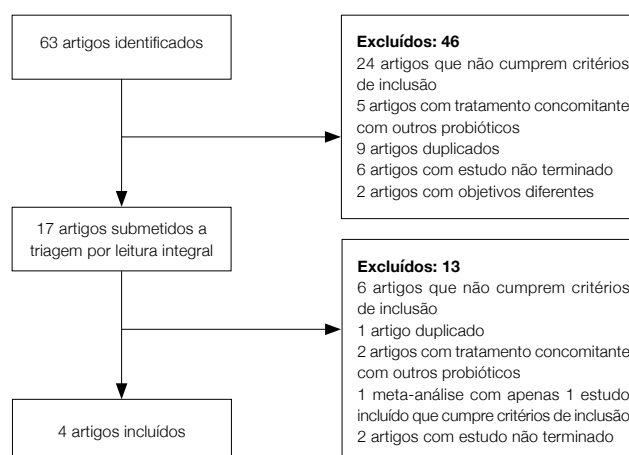 63 artigos identificados
Excluídos: 46
24 artigos que não cumprem critérios
de inclusão
5 artigos com tratamento concomitante
com outros probióticos
9 artigos duplicados
6 artigos com estudo não terminado
2 artigos com objetivos diferentes
17 artigos submetidos a
triagem por leitura integral
Excluídos: 13
6 artigos que não cumprem critérios
de inclusão
1 artigo duplicado
2 artigos com tratamento concomitante
com outros probióticos
1 meta-análise com apenas 1 estudo
incluído que cumpre critérios de inclusão
2 artigos com estudo não terminado
4 artigos incluídos